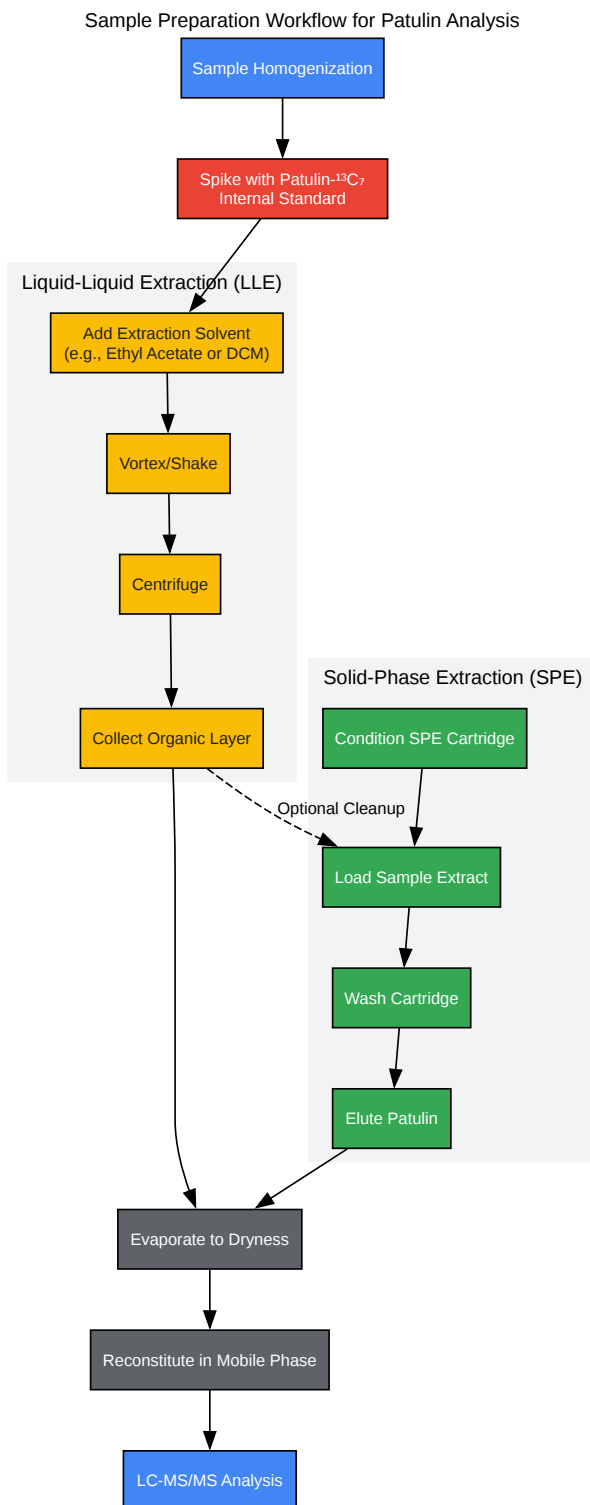 Sample Preparation Workflow for Patulin Analysis
Sample Homogenization
Spike with Patulin-¹³C₇
Internal Standard
Liquid-Liquid Extraction (LLE)
Add Extraction Solvent
(e.g., Ethyl Acetate or DCM)
Vortex/Shake
Centrifuge
Collect Organic Layer
Solid-Phase Extraction (SPE)
Condition SPE Cartridge
Optional Cleanup
Load Sample Extract
Wash Cartridge
Elute Patulin
Evaporate to Dryness
Reconstitute in Mobile Phase
LC-MS/MS Analysis